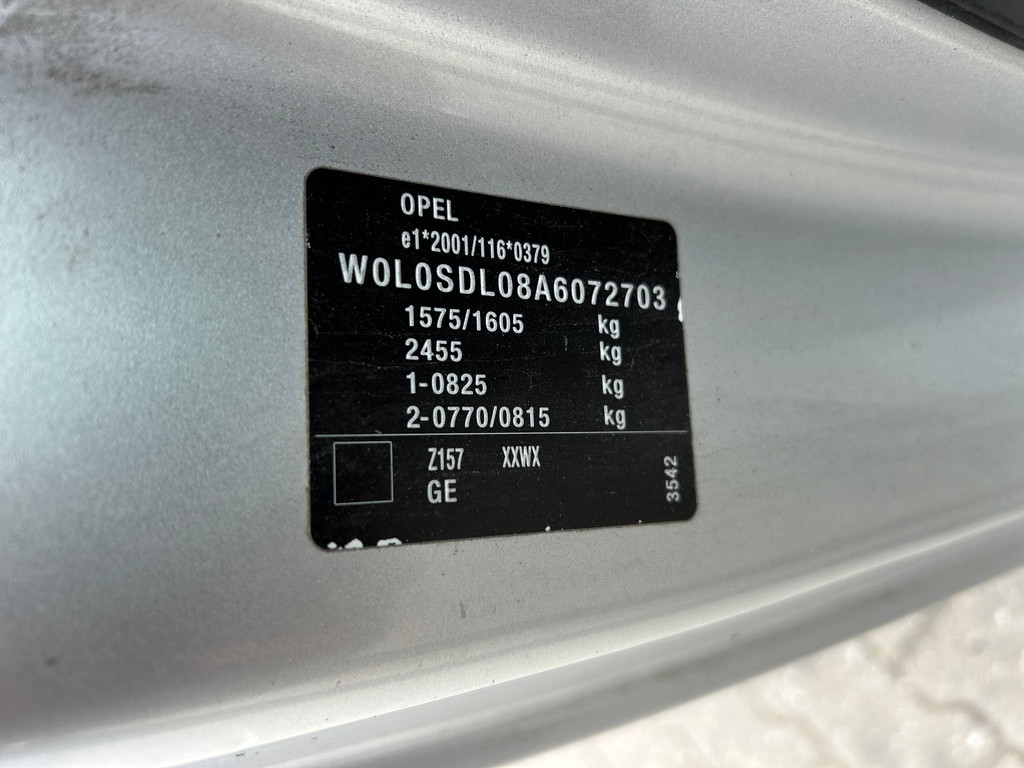 OPEL
e1*2001/116*0379
W0L0SDL08A6072703
1575/1605 kg
2455 kg
1-0825 kg
2-0770/0815 kg
Z157 XXWX
GE
3542